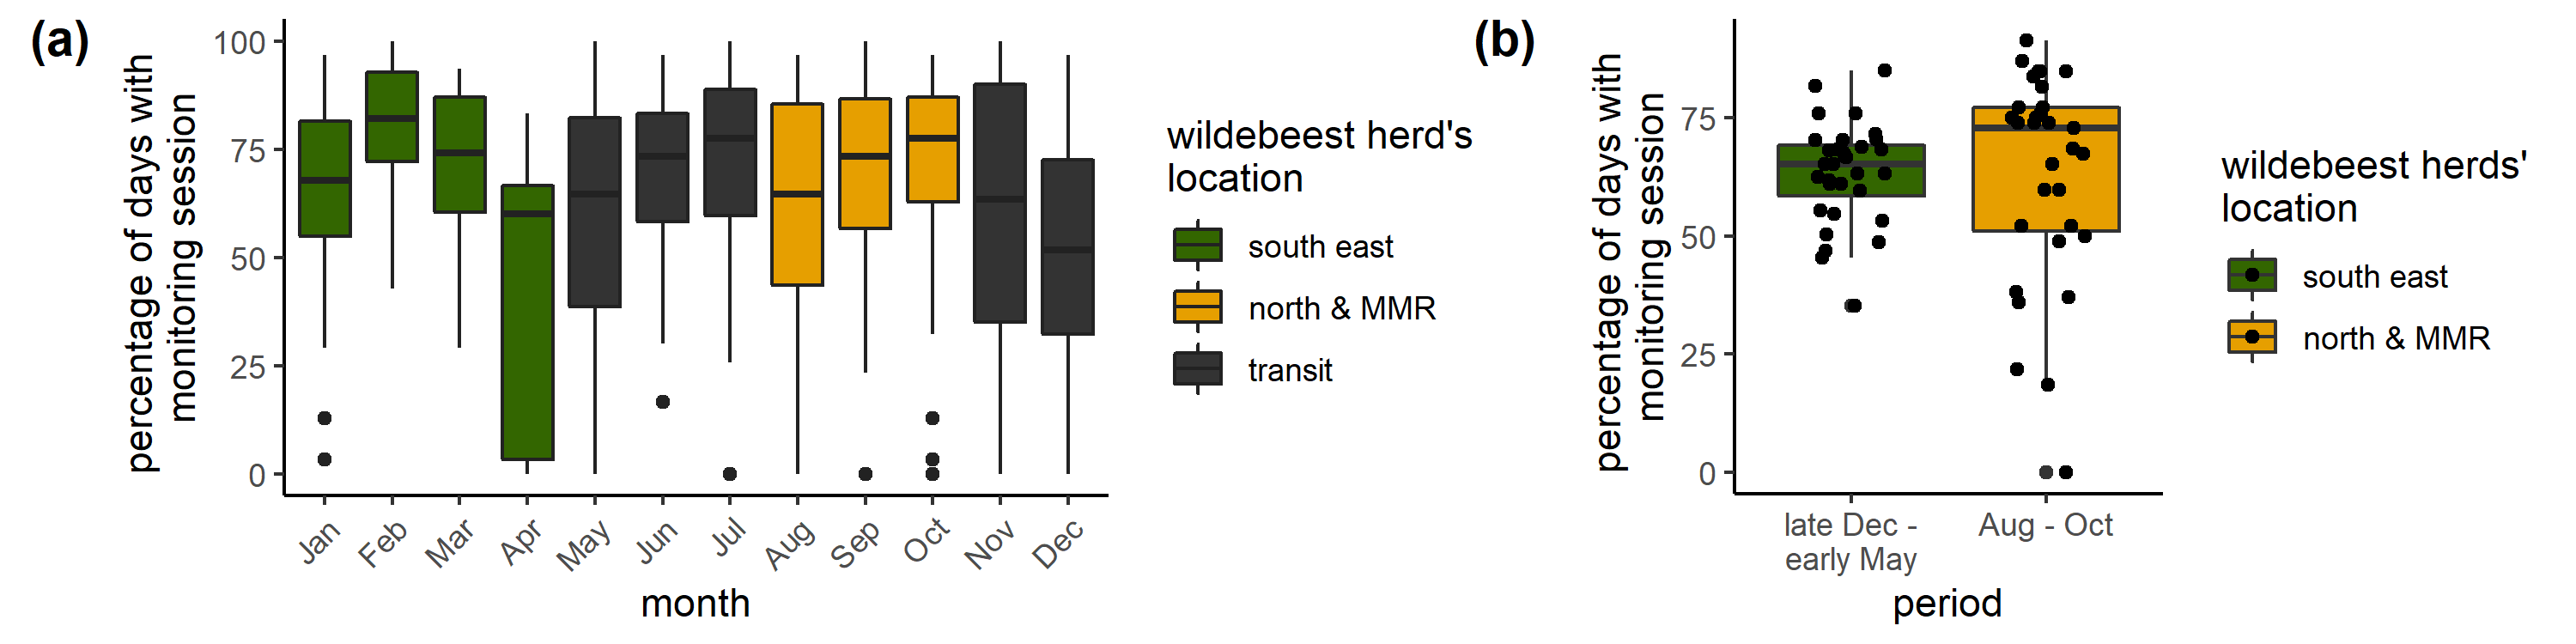 (a)
percentage of days with
monitoring session
100
75
50
25
0
Jan
Feb
Mar
Apr
May
Jun
Jul
Aug
Sep
Oct
Nov
Dec
month
wildebeest herd's
location
south east
north & MMR
transit
(b)
percentage of days with
monitoring session
75
50
25
0
late Dec -
early May
Aug - Oct
period
wildebeest herds'
location
south east
north & MMR